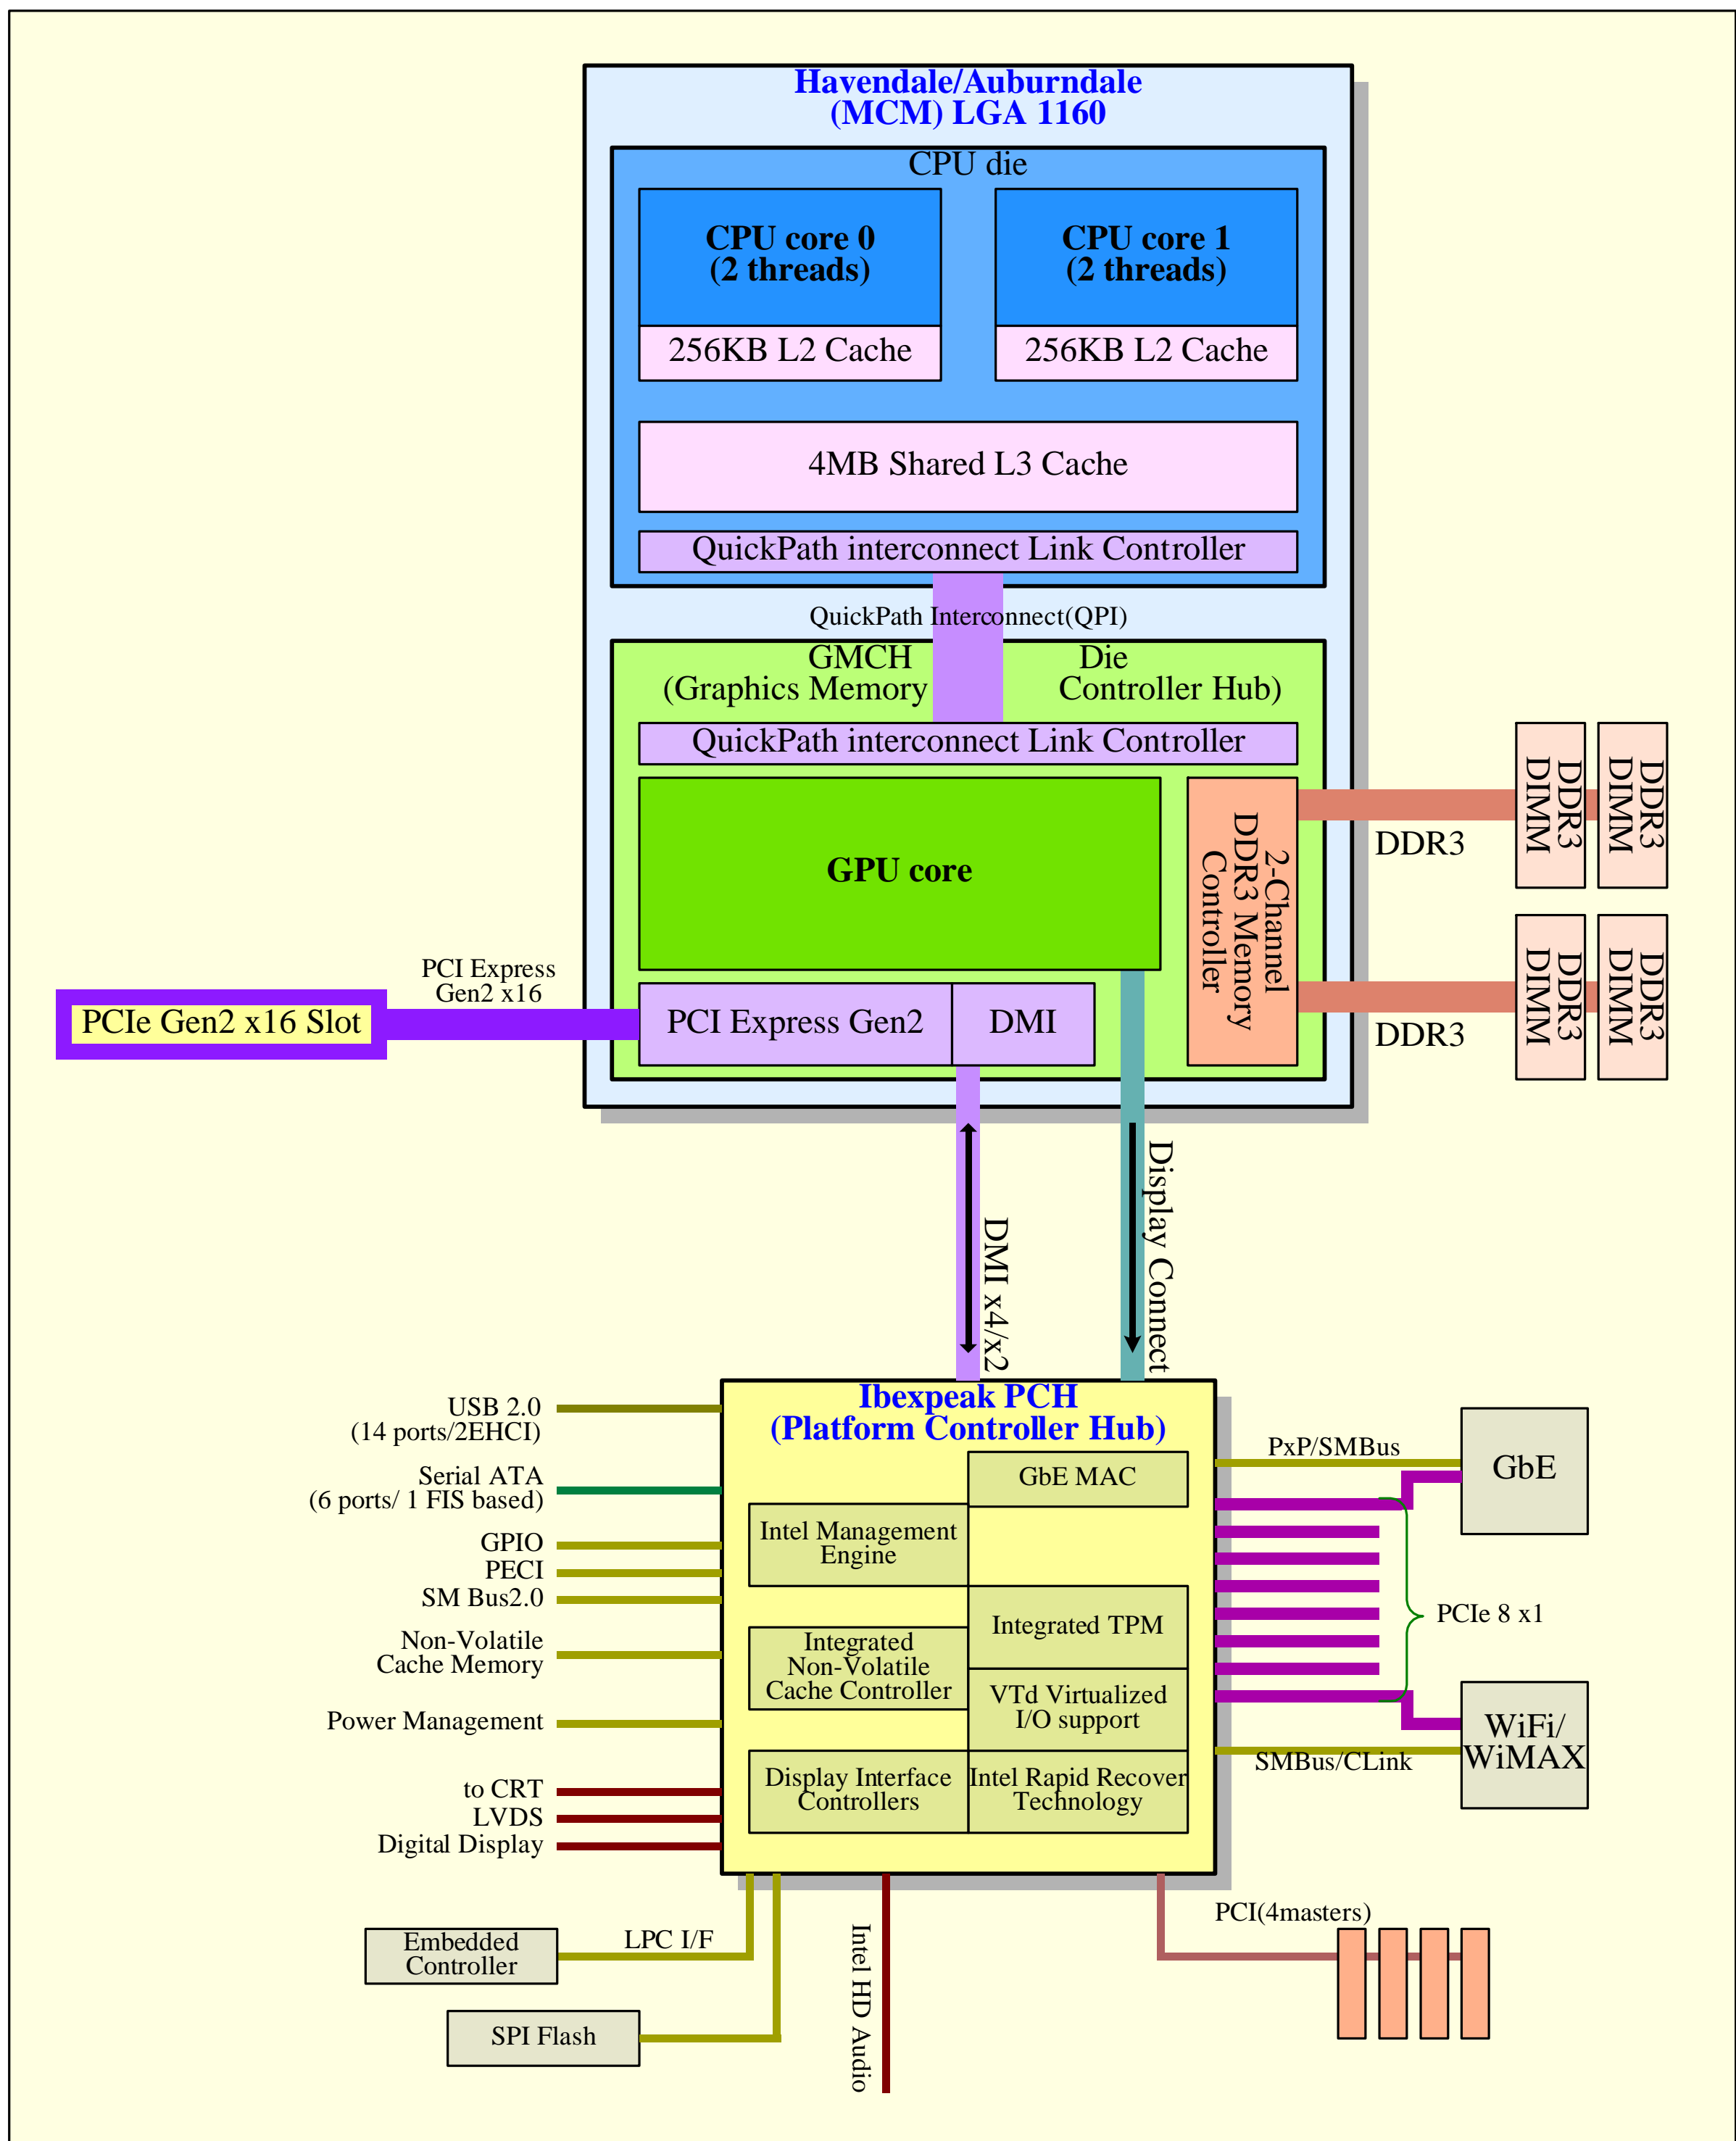 Havendale/Auburndale
(MCM) LGA 1160
CPU die
CPU core 0
(2 threads)
CPU core 1
(2 threads)
256KB L2 Cache
256KB L2 Cache
4MB Shared L3 Cache
QuickPath interconnect Link Controller
QuickPath Interconnect(QPI)
GMCH Die
(Graphics Memory Controller Hub)
QuickPath interconnect Link Controller
GPU core
2-Channel
DDR3 Memory
Controller
DDR3
DIMM
DDR3
DIMM
DDR3
DDR3
DIMM
DDR3
DIMM
DDR3
PCI Express
Gen2 x16
PCIe Gen2 x16 Slot
PCI Express Gen2
DMI
DMI x4/x2
Display Connect
Ibexpeak PCH
(Platform Controller Hub)
GbE MAC
Intel Management
Engine
Integrated TPM
Integrated
Non-Volatile
Cache Controller
VTd Virtualized
I/O support
Display Interface
Controllers
Intel Rapid Recover
Technology
USB 2.0
(14 ports/2EHCI)
Serial ATA
(6 ports/ 1 FIS based)
GPIO
PECI
SM Bus2.0
Non-Volatile
Cache Memory
Power Management
to CRT
LVDS
Digital Display
PxP/SMBus
GbE
PCIe 8 x1
WiFi/
WiMAX
SMBus/CLink
PCI(4masters)
LPC I/F
Embedded
Controller
SPI Flash
Intel HD Audio